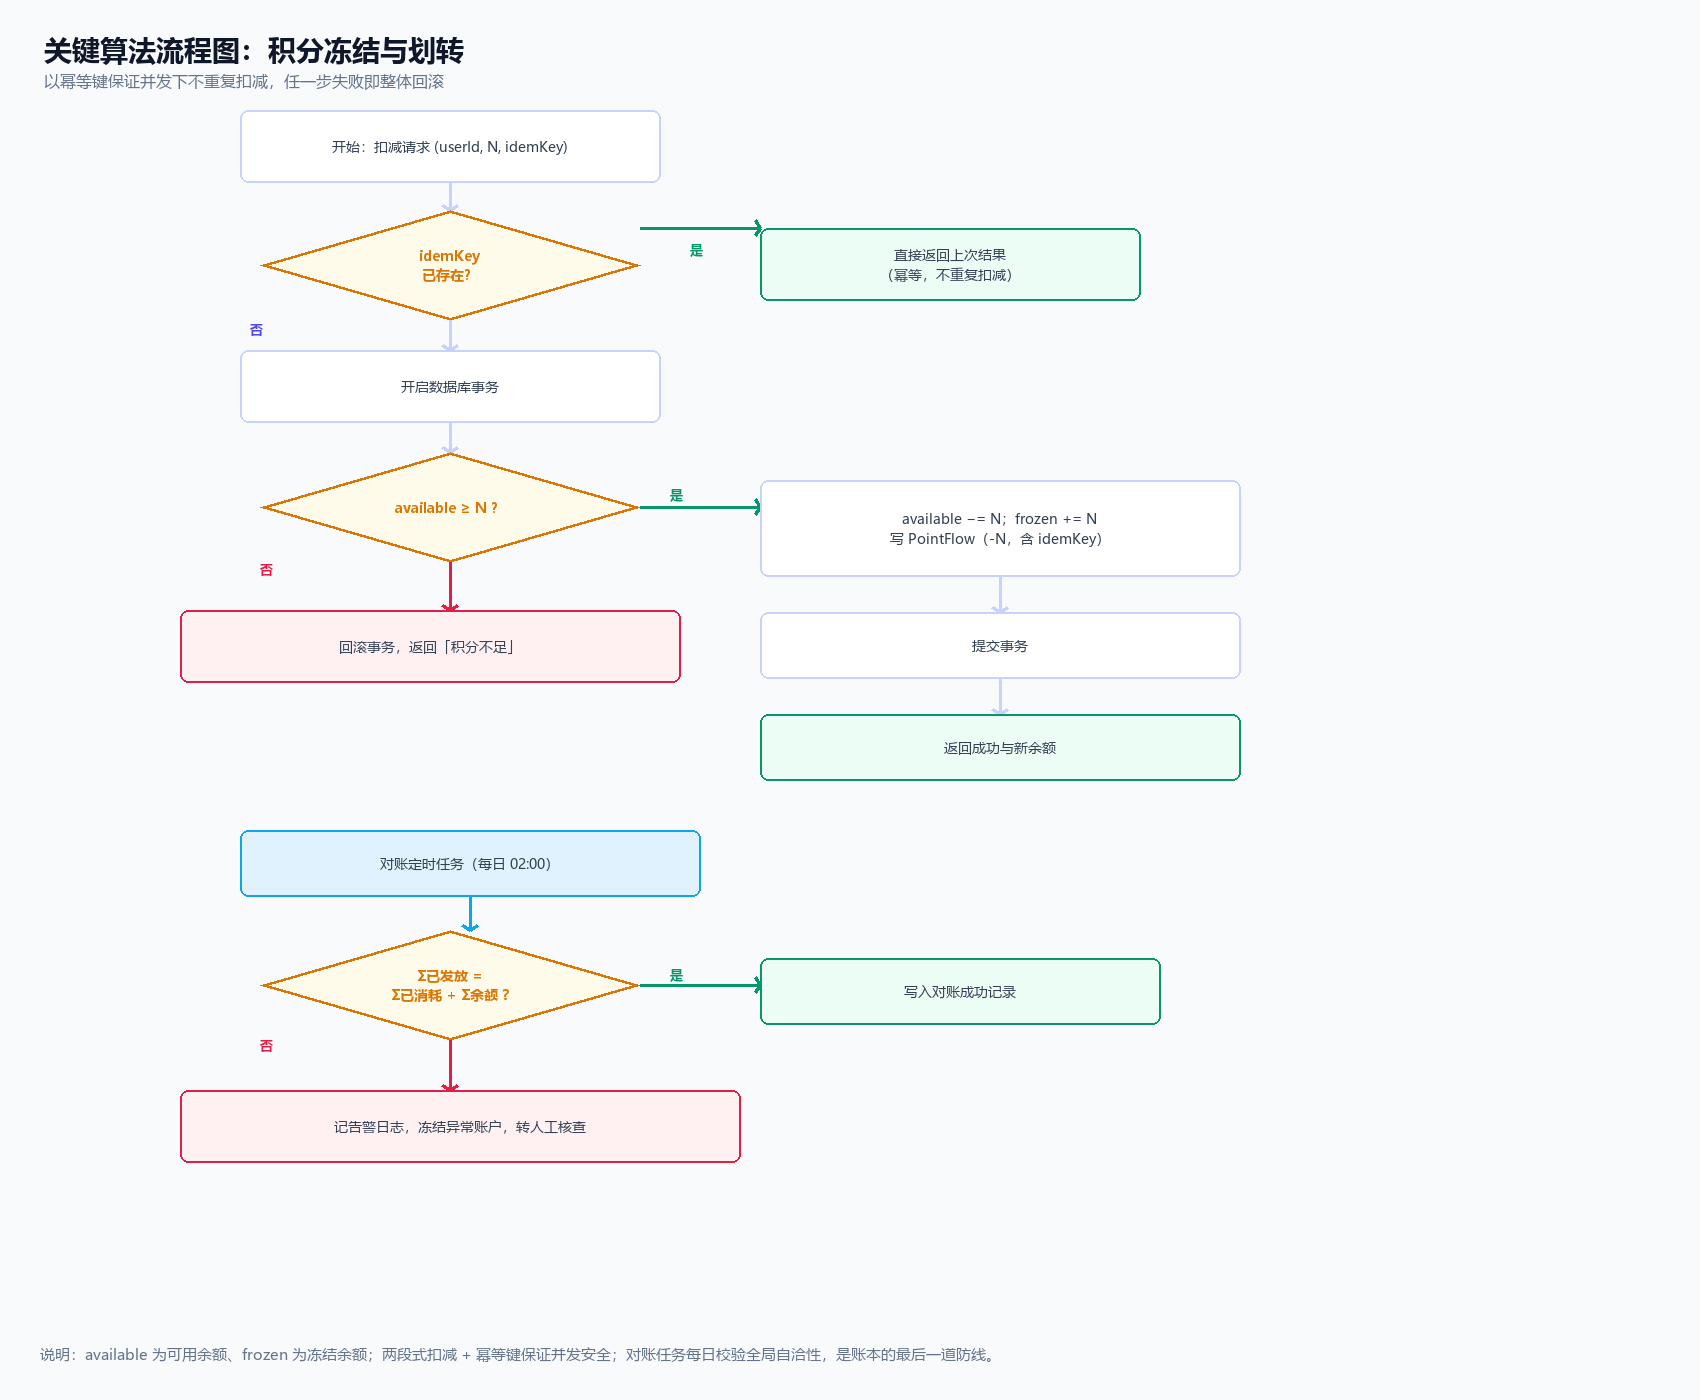 关键算法流程图：积分冻结与划转
以幂等键保证并发下不重复扣减，任一步失败即整体回滚
开始：扣减请求 (userId, N, idemKey)
idemKey
已存在?
是
直接返回上次结果
（幂等，不重复扣减）
否
开启数据库事务
available ≥ N ?
是
available −= N；frozen += N
写 PointFlow（-N，含 idemKey）
否
回滚事务，返回「积分不足」
提交事务
返回成功与新余额
对账定时任务（每日 02:00）
Σ已发放 =
Σ已消耗 + Σ余额 ?
是
写入对账成功记录
否
记告警日志，冻结异常账户，转人工核查
说明：available 为可用余额、frozen 为冻结余额；两段式扣减 + 幂等键保证并发安全；对账任务每日校验全局自洽性，是账本的最后一道防线。